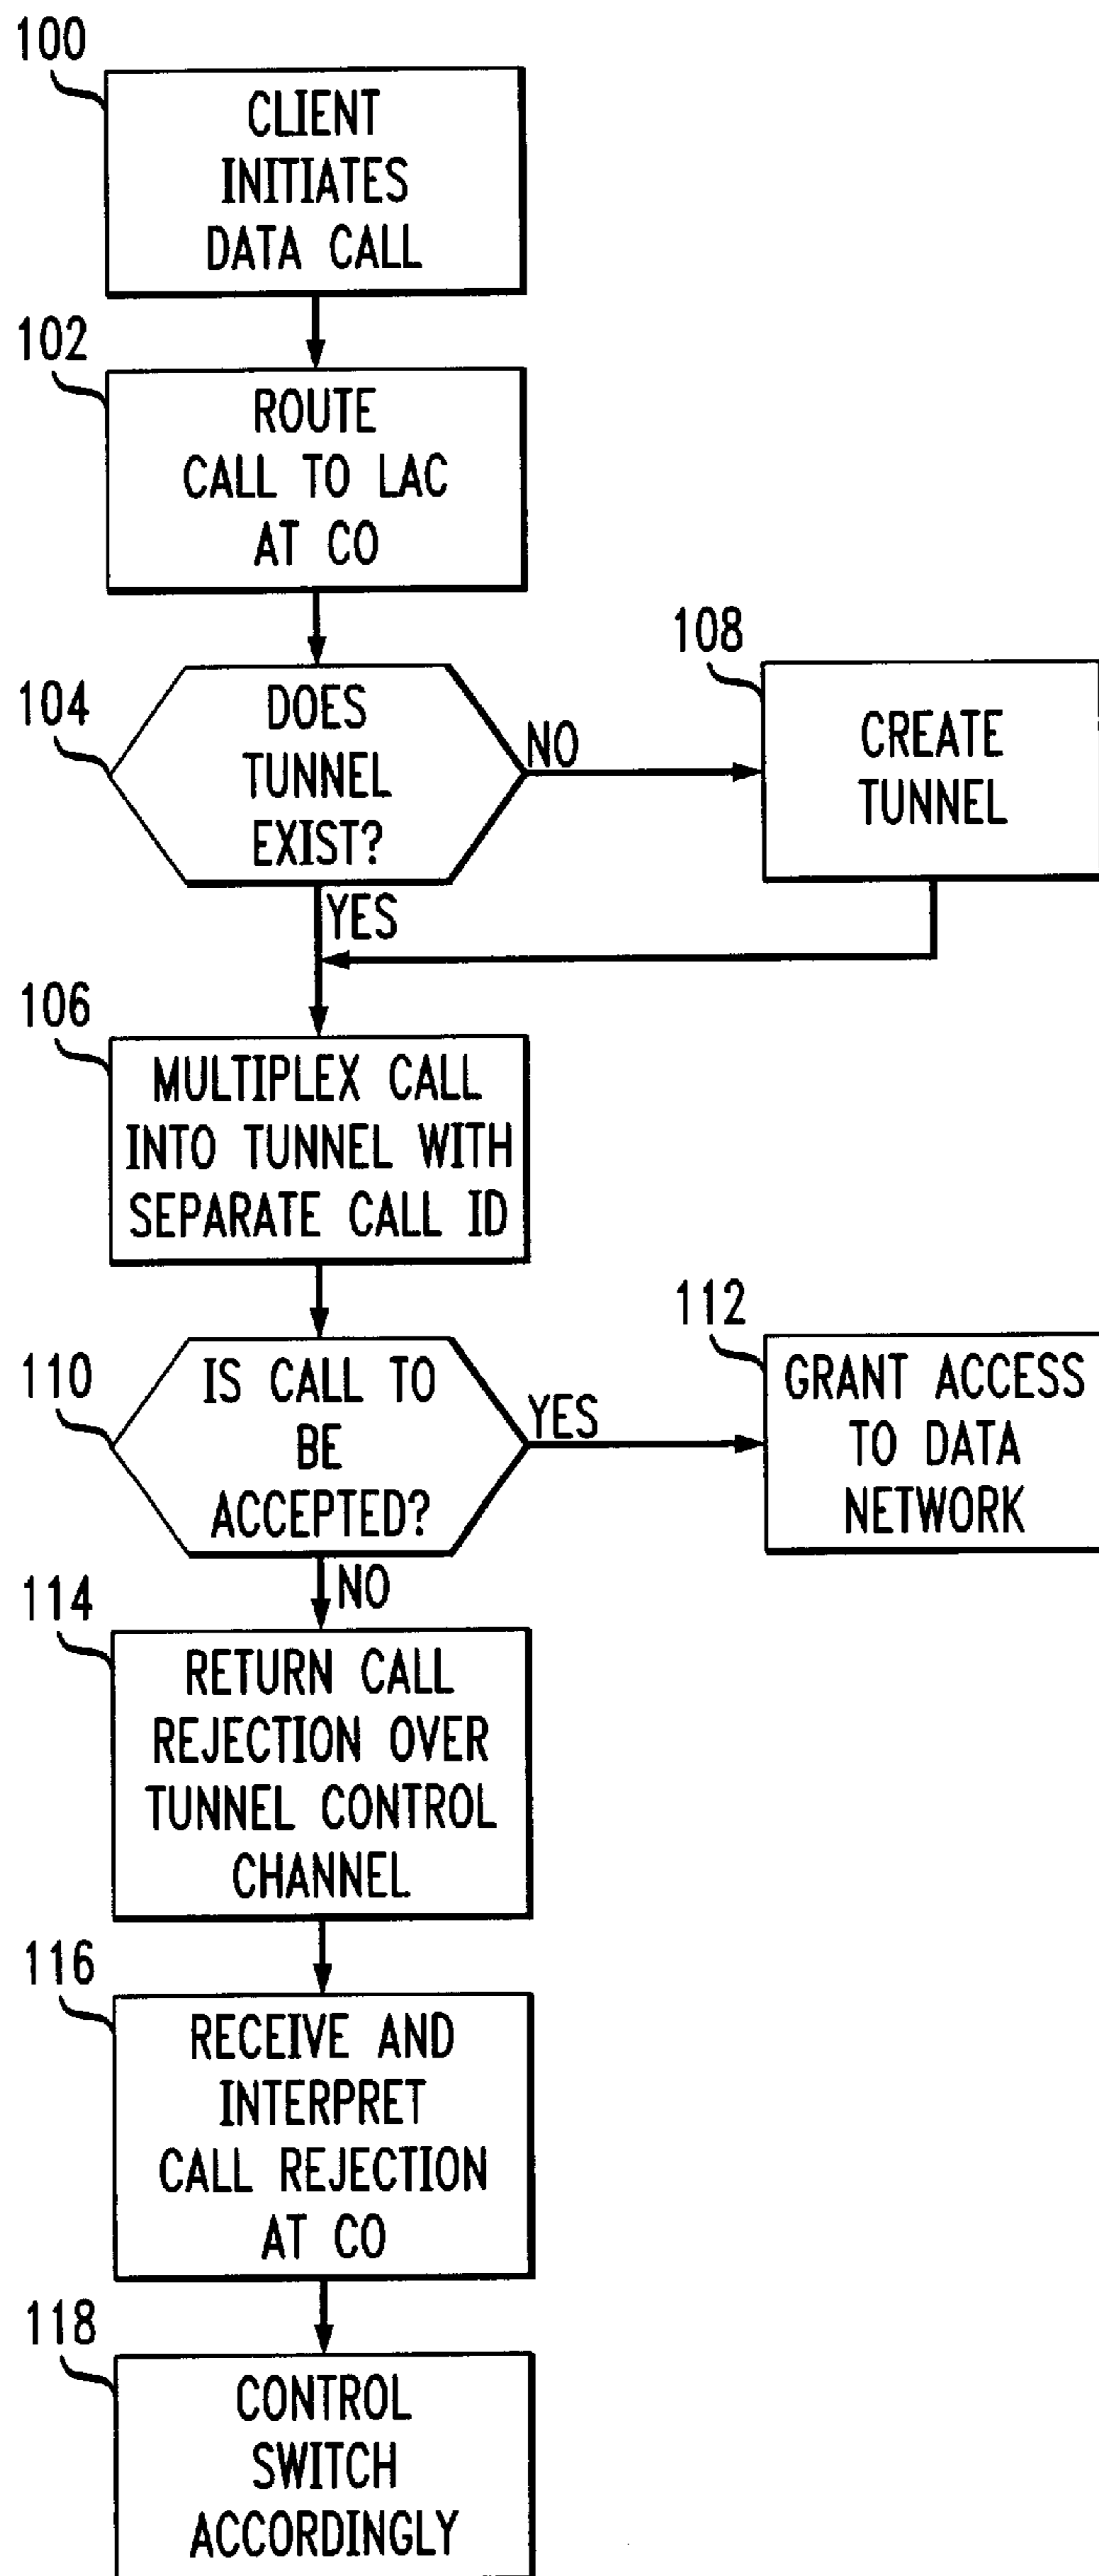 100
CLIENT
INITIATES
DATA CALL
102
ROUTE
CALL TO LAC
AT CO
104
DOES
TUNNEL
EXIST?
NO
108
CREATE
TUNNEL
YES
106
MULTIPLEX CALL
INTO TUNNEL WITH
SEPARATE CALL ID
110
IS CALL TO
BE
ACCEPTED?
YES
112
GRANT ACCESS
TO DATA
NETWORK
NO
114
RETURN CALL
REJECTION OVER
TUNNEL CONTROL
CHANNEL
116
RECEIVE AND
INTERPRET
CALL REJECTION
AT CO
118
CONTROL
SWITCH
ACCORDINGLY